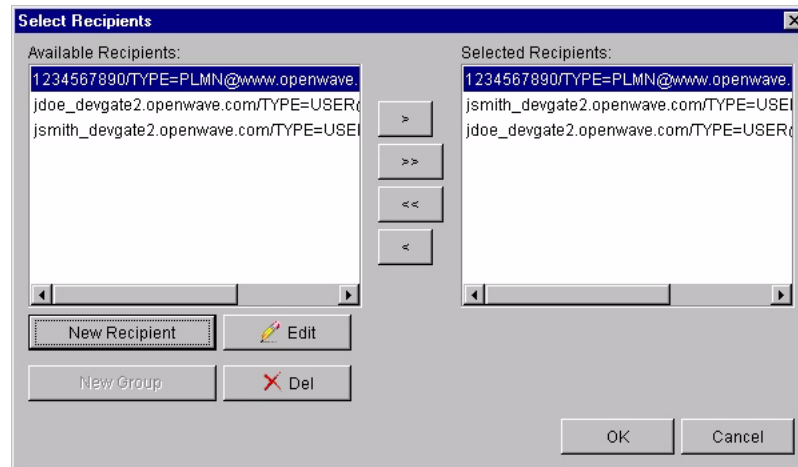 Select Recipients
Available Recipients:
1234567890/TYPE=PLMN@www.openwave.
jdoe_devgate2.openwave.com/TYPE=USER
jsmith_devgate2.openwave.com/TYPE=USE
>
>>
<<
<
Selected Recipients:
1234567890/TYPE=PLMN@www.openwave.
jsmith_devgate2.openwave.com/TYPE=USE
jdoe_devgate2.openwave.com/TYPE=USER
New Recipient
Edit
New Group
Del
OK
Cancel